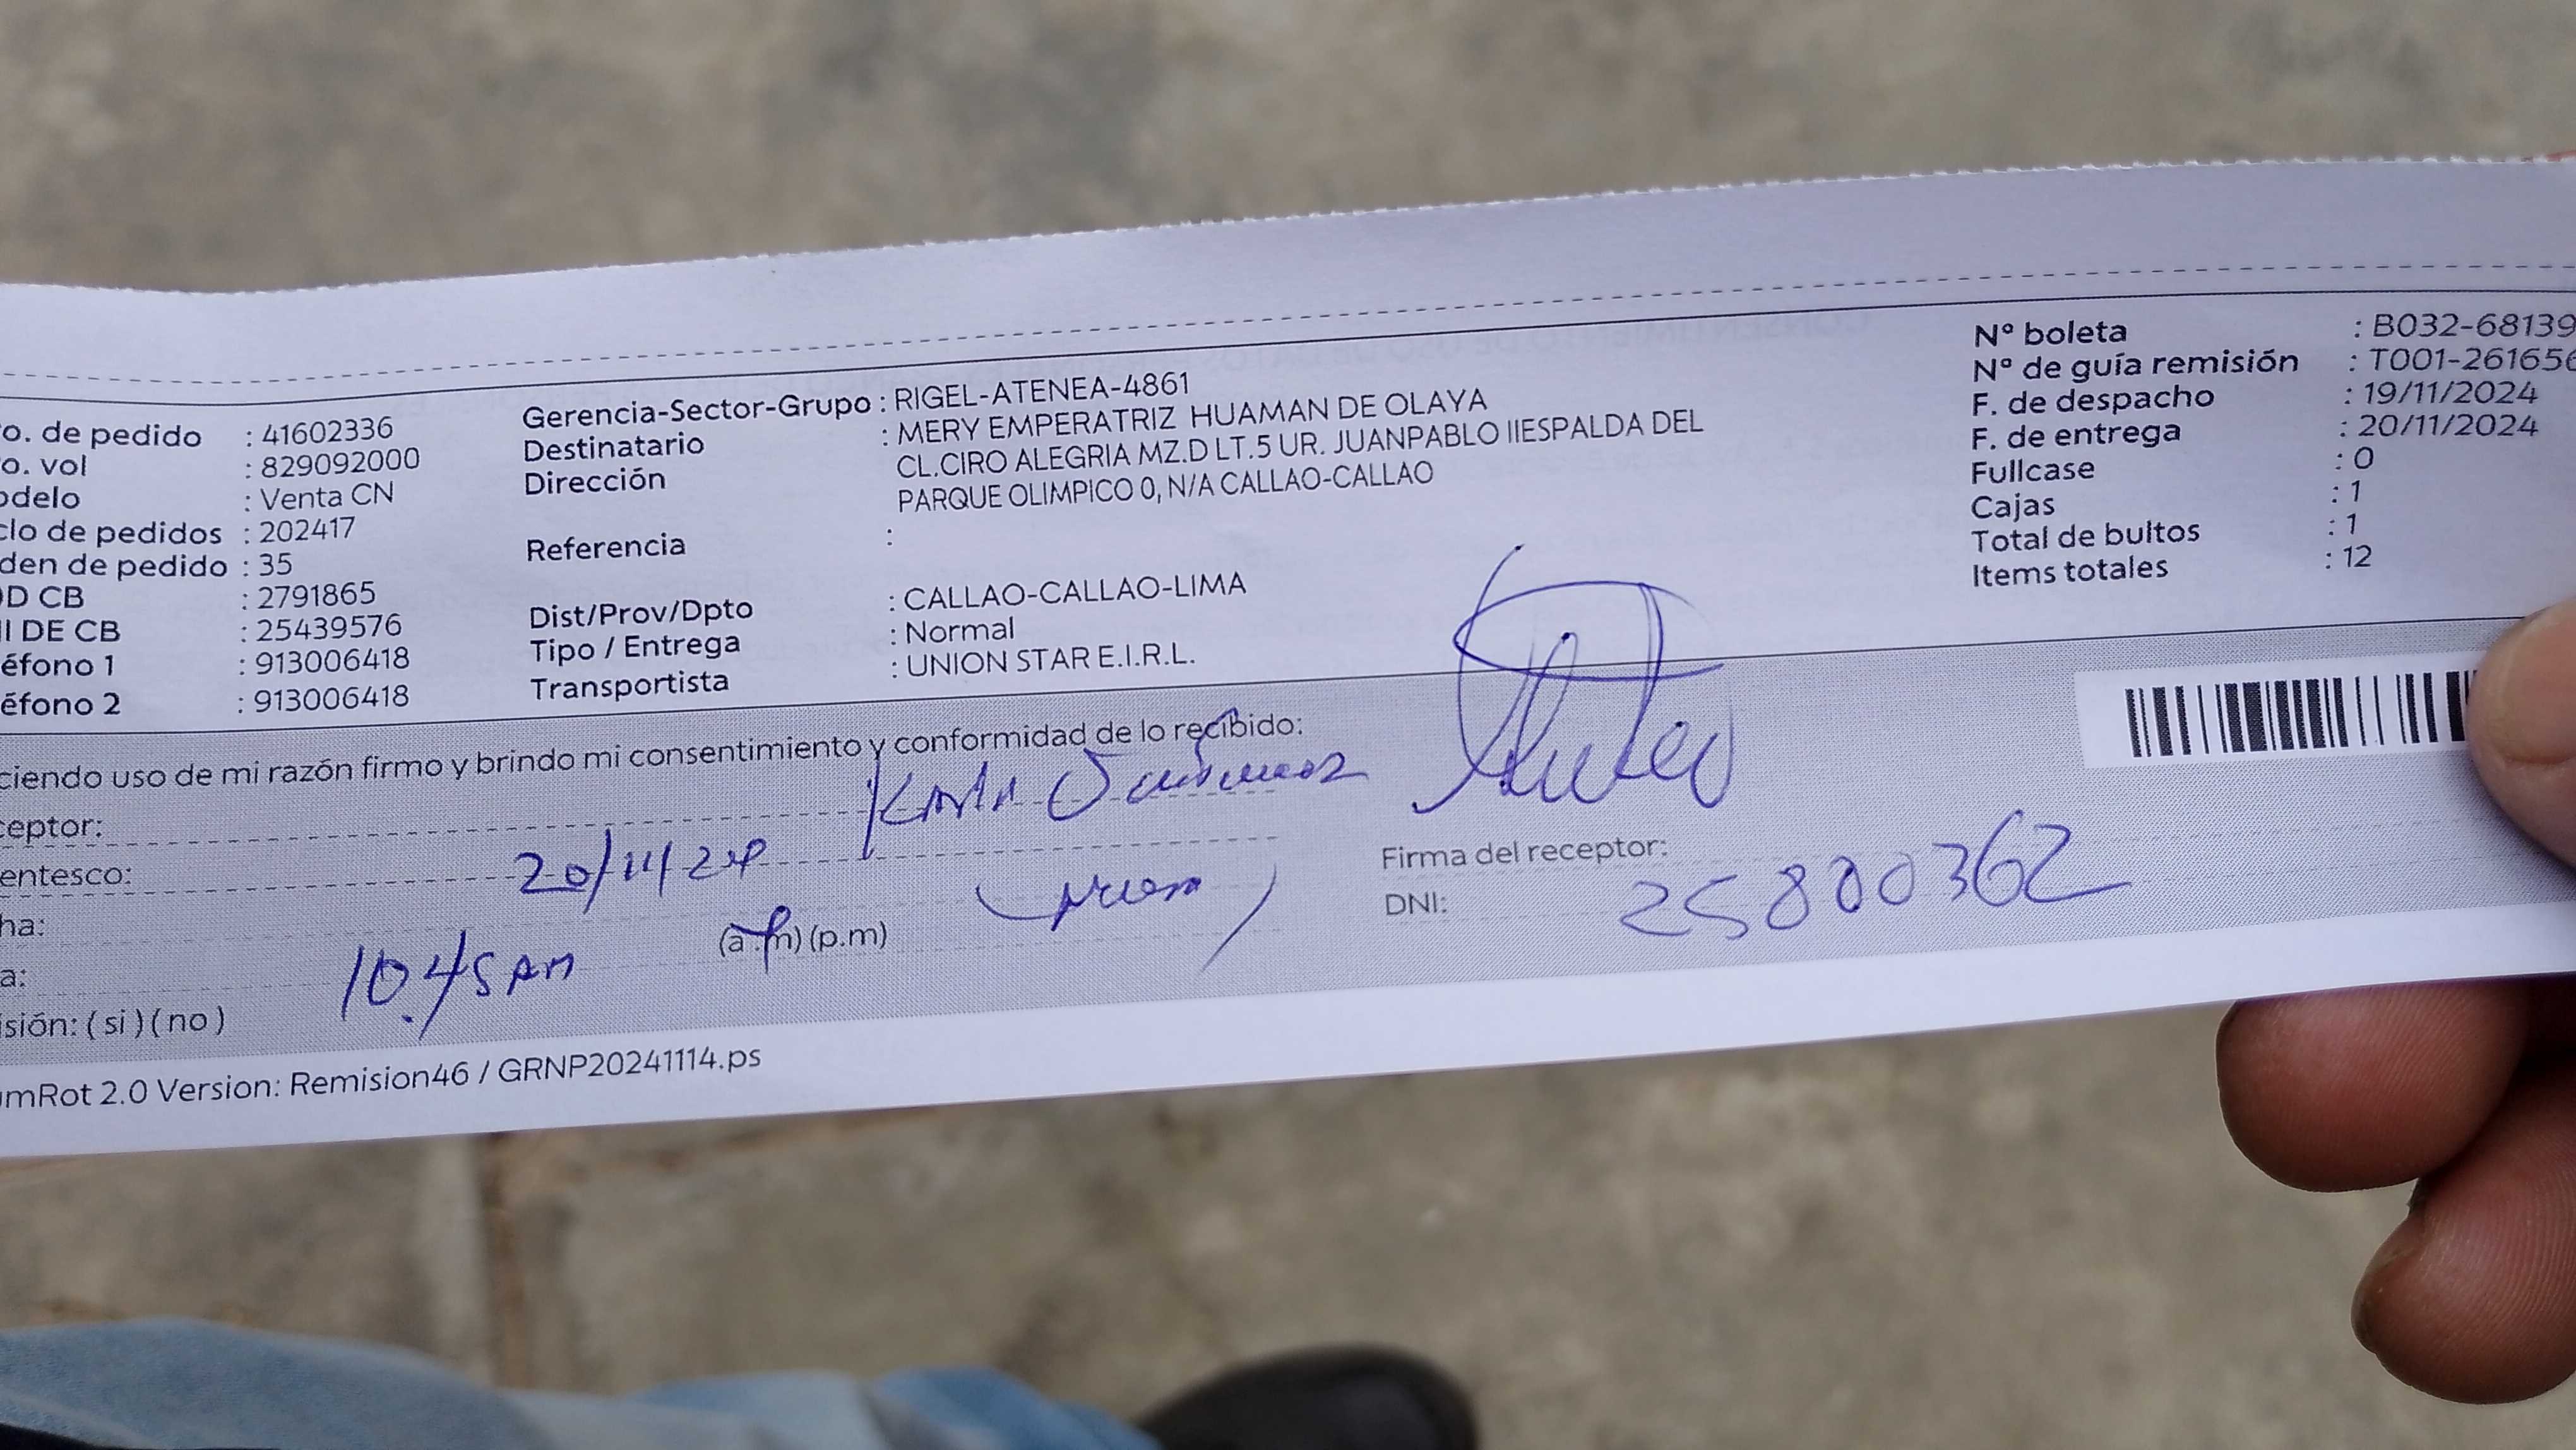 o. de pedido : 41602336
o. vol : 829092000
odelo : Venta CN
clo de pedidos : 202417
den de pedido : 35
D CB : 2791865
I DE CB : 25439576
éfono 1 : 913006418
éfono 2 : 913006418
Gerencia-Sector-Grupo : RIGEL-ATENEA-4861
Destinatario : MERY EMPERATRIZ HUAMAN DE OLAYA
Dirección CL.CIRO ALEGRIA MZ.D LT.5 UR. JUANPABLO IIESPALDA DEL
PARQUE OLIMPICO 0, N/A CALLAO-CALLAO
Referencia :
Dist/Prov/Dpto : CALLAO-CALLAO-LIMA
Tipo / Entrega : Normal
Transportista : UNION STAR E.I.R.L.
Nº boleta : B032-68139
Nº de guía remisión : T001-261656
F. de despacho : 19/11/2024
F. de entrega : 20/11/2024
Fullcase : 0
Cajas : 1
Total de bultos : 1
Items totales : 12
ciendo uso de mi razón firmo y brindo mi consentimiento y conformidad de lo recibido:
ceptor: Karla
entesco:
ha: 20/11/24
a: 10.45 AM (a.m) (p.m)
isión: ( si ) ( no )
Firma del receptor:
DNI: 25800362
umRot 2.0 Version: Remision46 / GRNP20241114.ps